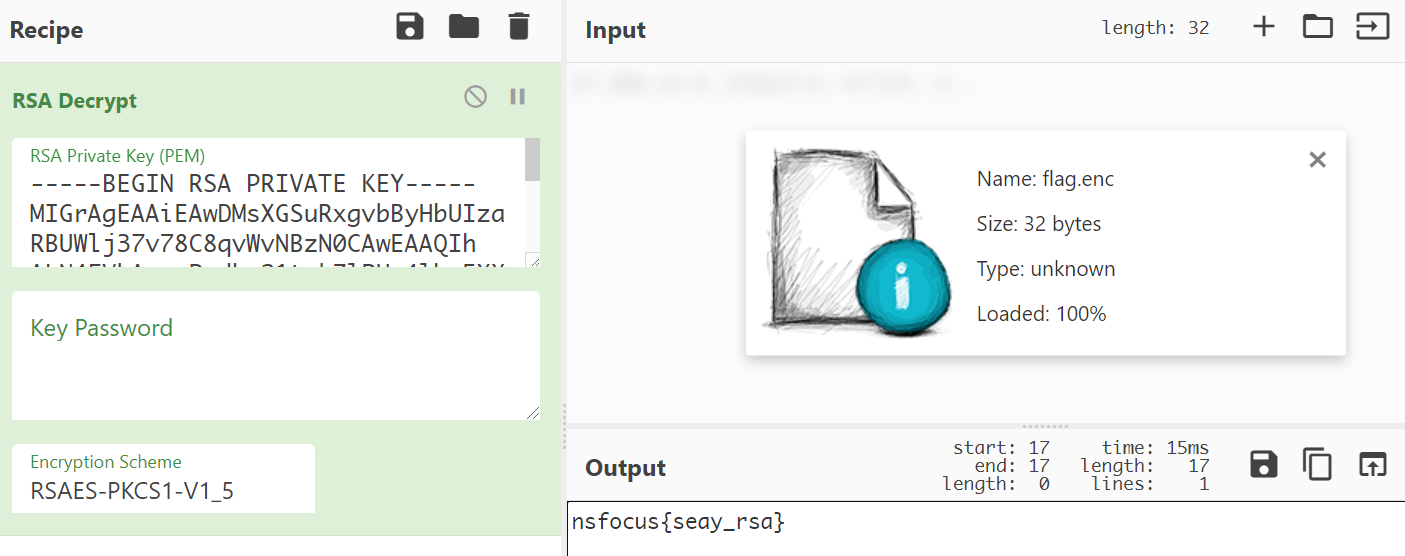 Recipe
RSA Decrypt
RSA Private Key (PEM)
-----BEGIN RSA PRIVATE KEY-----
MIGrAgEAAiEAwDMsXGSuRxgvbByHbUIza
RBUWlj37v78C8qvWvNBzN0CAwEAAQIh
Key Password
Encryption Scheme
RSAES-PKCS1-V1_5
Input
length: 32
Name: flag.enc
Size: 32 bytes
Type: unknown
Loaded: 100%
Output
start: 17 time: 15ms
end: 17 length: 17
length: 0 lines: 1
nsfocus{seay_rsa}